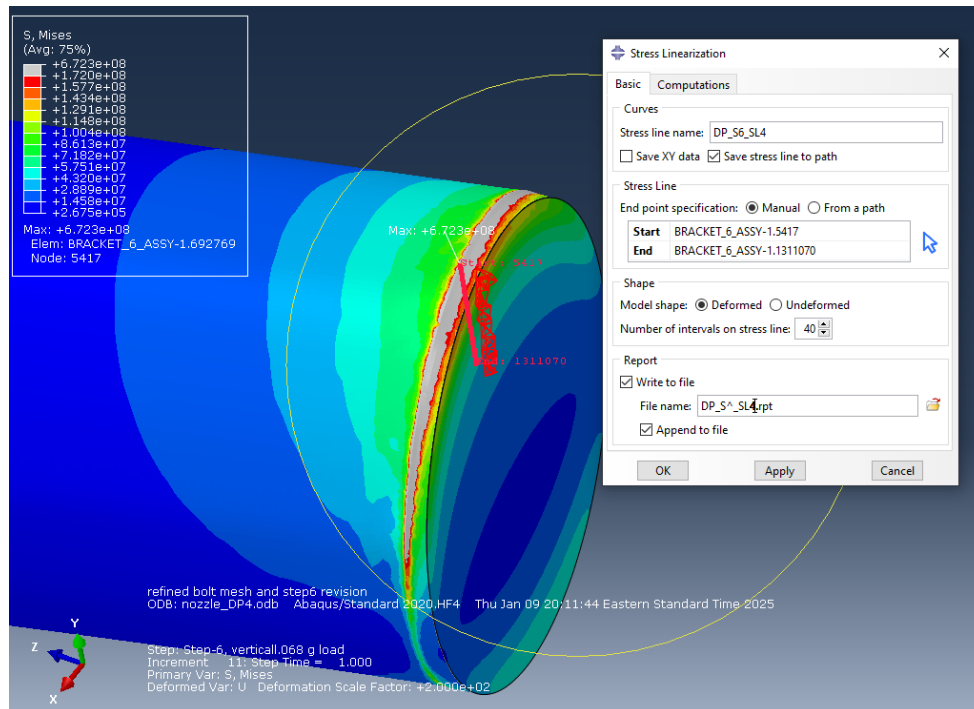 S, Mises
(Avg: 75%)
+6.723e+08
+1.720e+08
+1.577e+08
+1.434e+08
+1.291e+08
+1.148e+08
+1.004e+08
+8.613e+07
+7.182e+07
+5.751e+07
+4.320e+07
+2.889e+07
+1.458e+07
+2.675e+05
Max: +6.723e+08
Elem: BRACKET_6_ASSY-1.692769
Node: 5417
Max: +6.723e+08
End: 1311070
refined bolt mesh and step6 revision
ODB: nozzle_DP4.odb Abaqus/Standard 2020.HF4 Thu Jan 09 20:11:44 Eastern Standard Time 2025
Step: Step-6, verticall.068 g load
Increment 11: Step Time = 1.000
Primary Var: S, Mises
Deformed Var: U Deformation Scale Factor: +2.000e+02
Y
Z
X
Stress Linearization
Basic
Computations
Curves
Stress line name: DP_S6_SL4
Save XY data Save stress line to path
Stress Line
End point specification: Manual From a path
Start BRACKET_6_ASSY-1.5417
End BRACKET_6_ASSY-1.1311070
Shape
Model shape: Deformed Undeformed
Number of intervals on stress line: 40
Report
Write to file
File name: DP_S^_SL4.rpt
Append to file
OK
Apply
Cancel